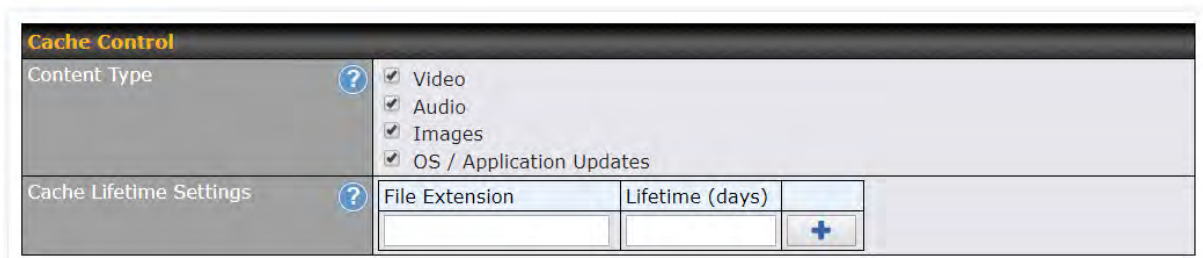 Cache Control
Content Type ?
Video
Audio
Images
OS / Application Updates
Cache Lifetime Settings ?
File Extension Lifetime (days)